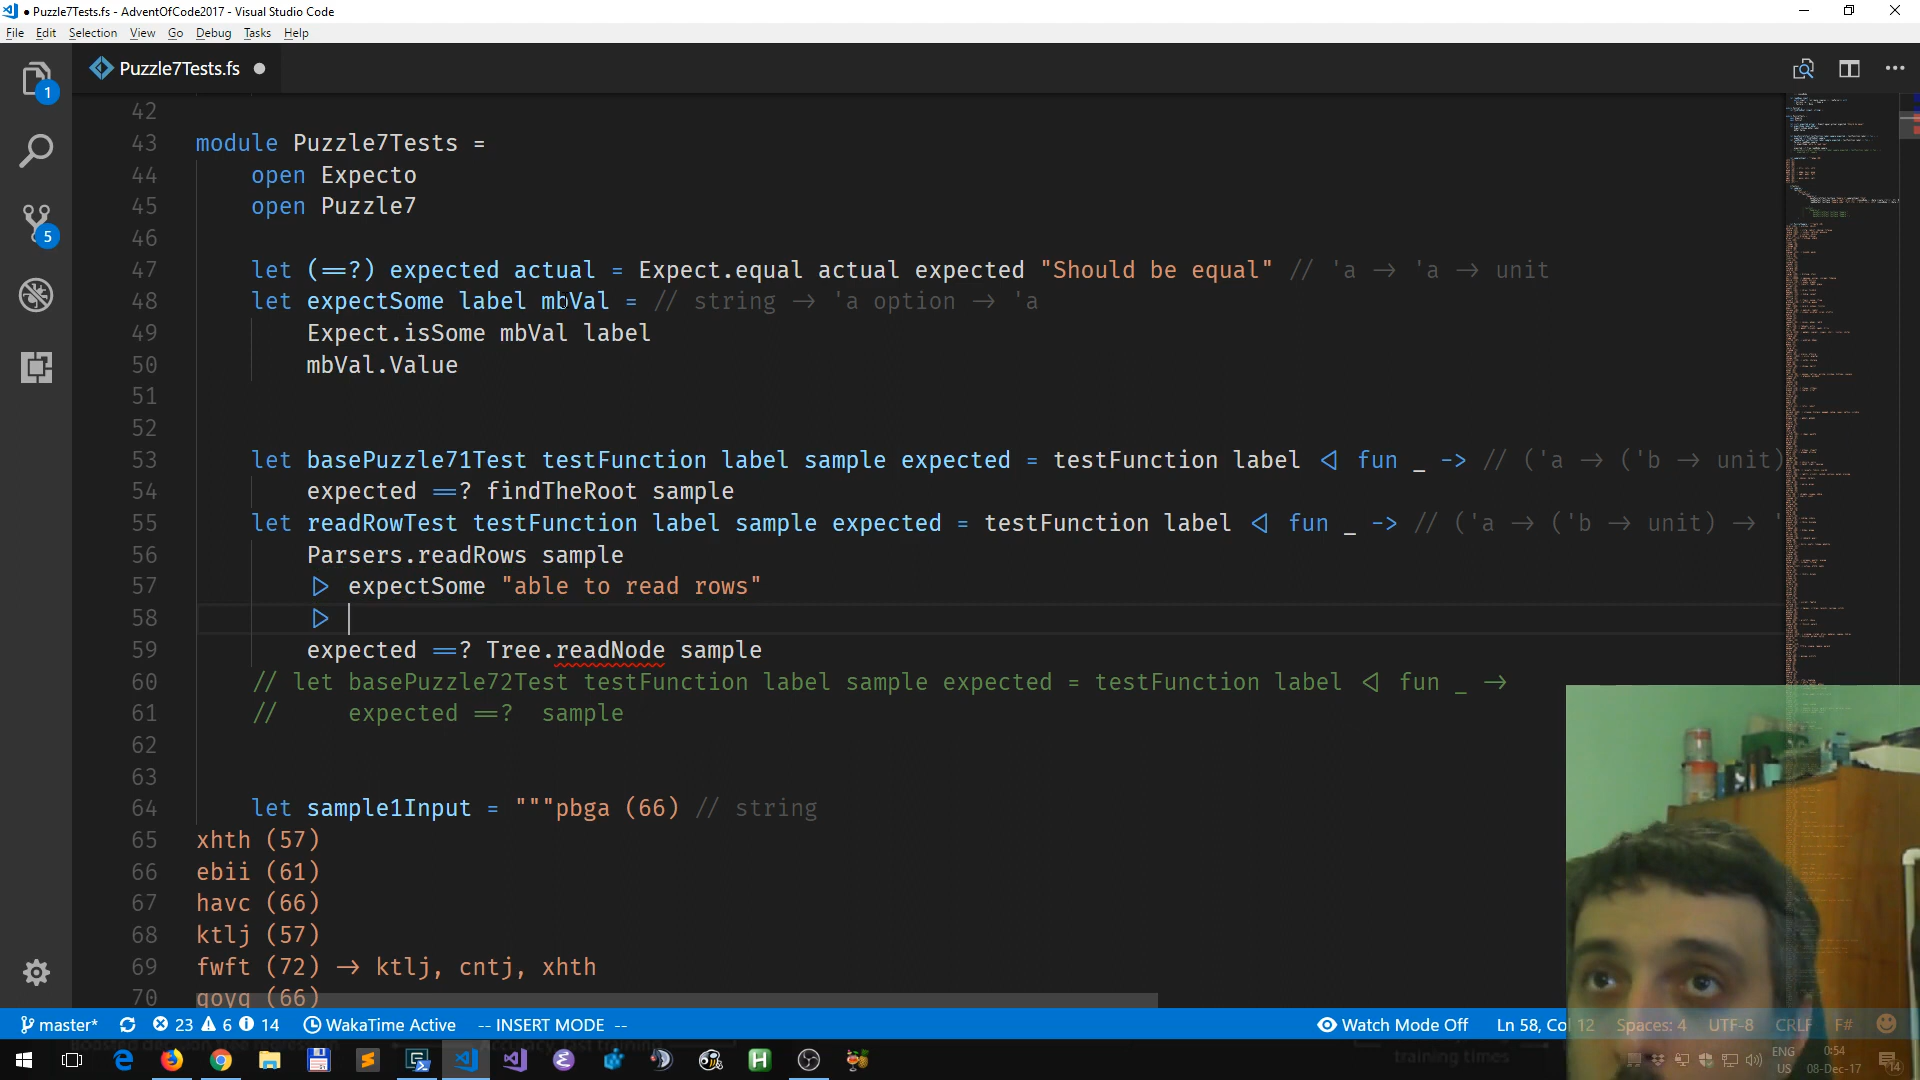 ● Puzzle7Tests.fs - AdventOfCode2017 - Visual Studio Code
File Edit Selection View Go Debug Tasks Help
Puzzle7Tests.fs ●
1
5
42
43 module Puzzle7Tests =
44 open Expecto
45 open Puzzle7
46
47 let (==?) expected actual = Expect.equal actual expected "Should be equal" // 'a -> 'a -> unit
48 let expectSome label mbVal = // string -> 'a option -> 'a
49 Expect.isSome mbVal label
50 mbVal.Value
51
52
53 let basePuzzle71Test testFunction label sample expected = testFunction label <| fun _ -> // ('a -> ('b -> unit)
54 expected ==? findTheRoot sample
55 let readRowTest testFunction label sample expected = testFunction label <| fun _ -> // ('a -> ('b -> unit) -> '
56 Parsers.readRows sample
57 |> expectSome "able to read rows"
58 |>
59 expected ==? Tree.readNode sample
60 // let basePuzzle72Test testFunction label sample expected = testFunction label <| fun _ ->
61 // expected ==? sample
62
63
64 let sample1Input = """pbga (66) // string
65 xhth (57)
66 ebii (61)
67 havc (66)
68 ktlj (57)
69 fwft (72) -> ktlj, cntj, xhth
70 qoyq (66)
master* 23 6 14 WakaTime Active -- INSERT MODE -- Watch Mode Off Ln 58, Col 12 Spaces: 4 UTF-8 CRLF F#
training times
ENG
US
0:54
08-Dec-17
14